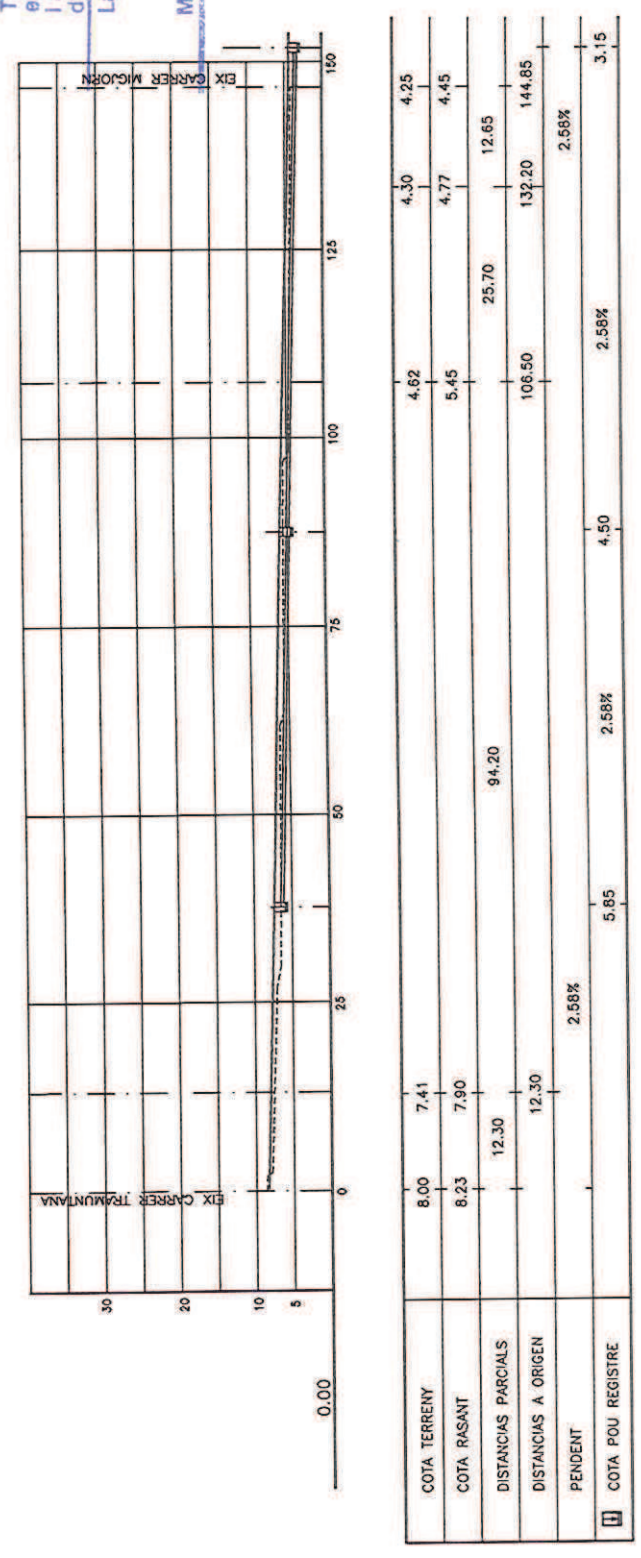 EIX CARRER TRAMUNTANA
EIX CARRER MIGJORN
30
20
10
5
0.00
0 25 50 75 100 125 150
COTA TERRENY 8.00 7.41 4.62 4.30 4.25
COTA RASANT 8.23 7.90 5.45 4.77 4.45
DISTANCIAS PARCIALS 12.30 94.20 25.70 12.65
DISTANCIAS A ORIGEN 12.30 106.50 132.20 144.85
PENDENT 2.58% 2.58%
COTA POU REGISTRE 5.85 2.58% 4.50 2.58% 3.15